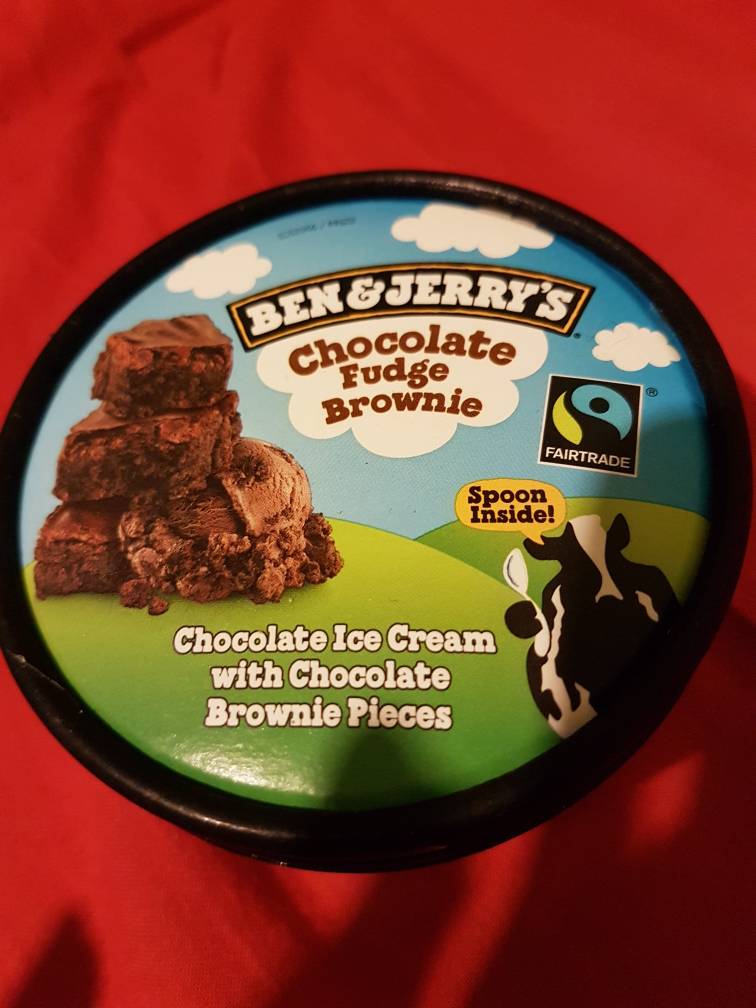 BEN & JERRY'S
Chocolate
Fudge
Brownie
®
FAIRTRADE
Spoon
Inside!
Chocolate Ice Cream
with Chocolate
Brownie Pieces